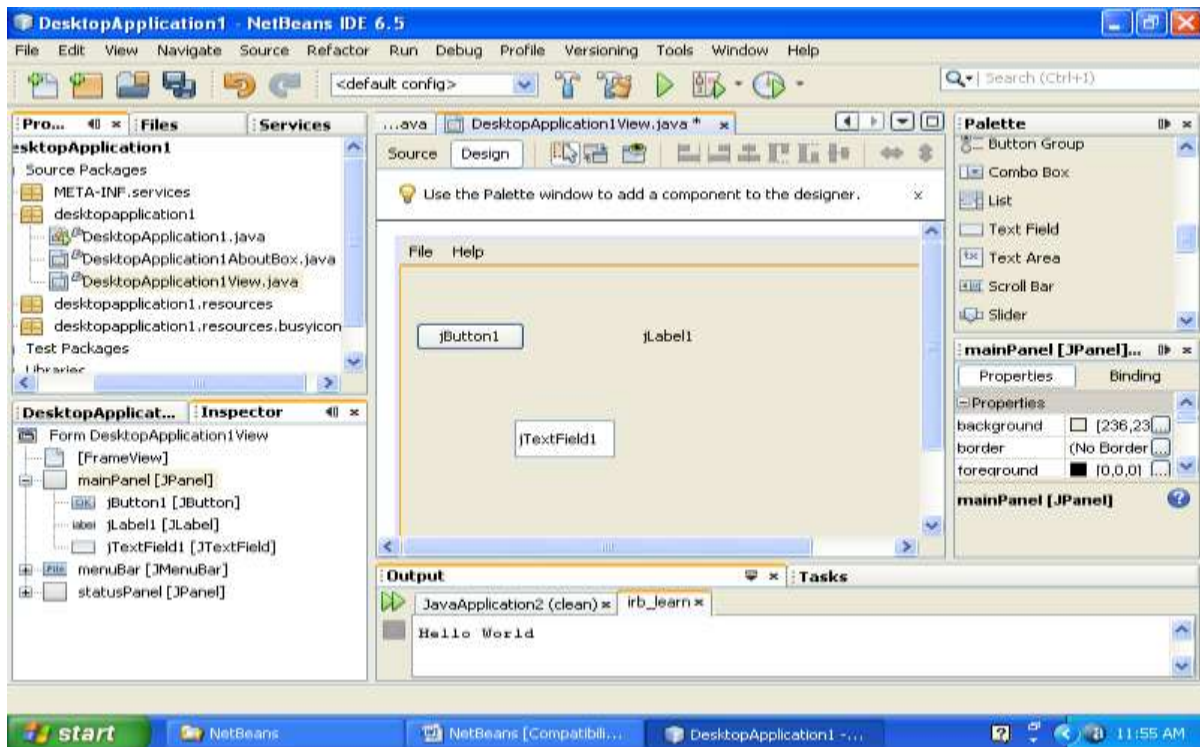 DesktopApplication1 - NetBeans IDE 6.5
File Edit View Navigate Source Refactor Run Debug Profile Versioning Tools Window Help
<default config>
Search (Ctrl+I)
Pro... Files Services
esktopApplication1
Source Packages
META-INF.services
desktopapplication1
DesktopApplication1.java
DesktopApplication1AboutBox.java
DesktopApplication1View.java
desktopapplication1.resources
desktopapplication1.resources.busyicon
Test Packages
Libraries
DesktopApplicat... Inspector
Form DesktopApplication1View
[FrameView]
mainPanel [JPanel]
jButton1 [JButton]
jLabel1 [JLabel]
jTextField1 [JTextField]
menuBar [JMenuBar]
statusPanel [JPanel]
...ava DesktopApplication1View.java *
Source Design
Use the Palette window to add a component to the designer.
File Help
jButton1 jLabel1
jTextField1
Output Tasks
JavaApplication2 (clean) irb_learn
Hello World
Palette
Button Group
Combo Box
List
Text Field
Text Area
Scroll Bar
Slider
mainPanel [JPanel]...
Properties Binding
Properties
background [236,23...
border (No Border...
foreground [0,0,0] ...
mainPanel [JPanel]
start NetBeans NetBeans [Compatibili... DesktopApplication1 -... 11:55 AM